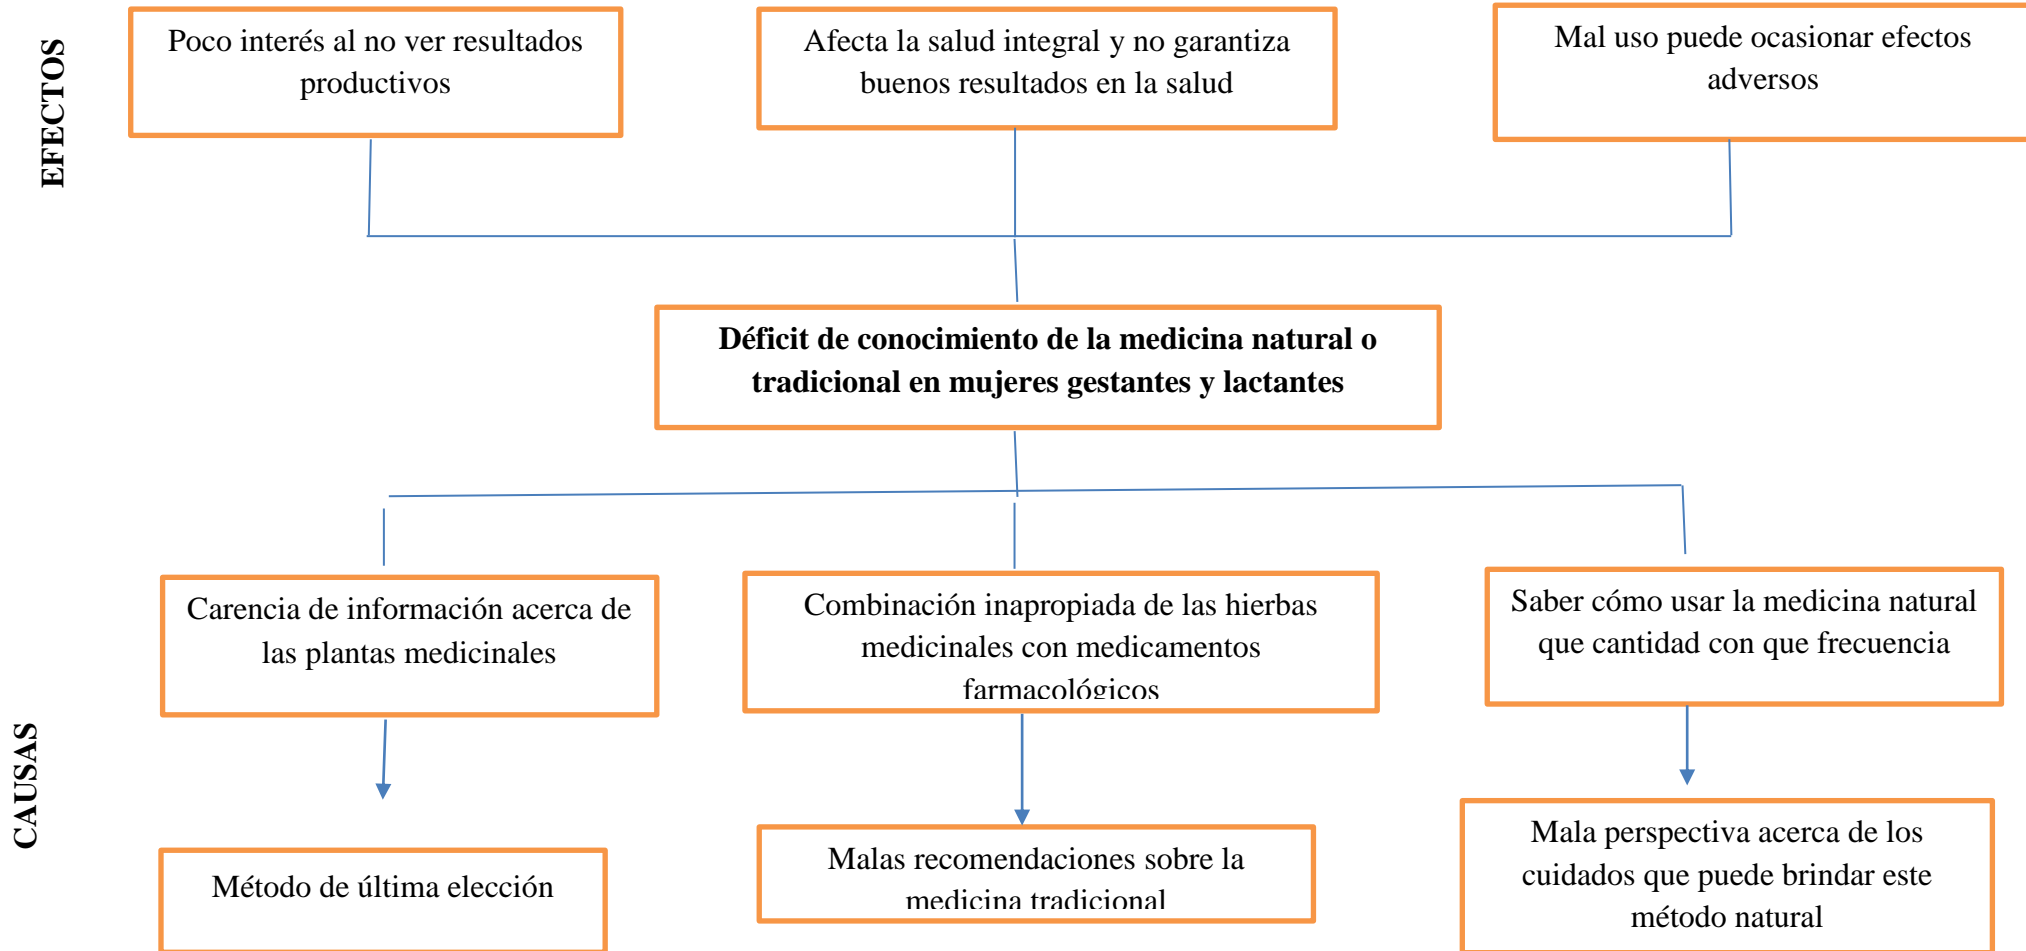 EFECTOS
Poco interés al no ver resultados
productivos
Afecta la salud integral y no garantiza
buenos resultados en la salud
Mal uso puede ocasionar efectos
adversos
Déficit de conocimiento de la medicina natural o
tradicional en mujeres gestantes y lactantes
CAUSAS
Carencia de información acerca de
las plantas medicinales
Combinación inapropiada de las hierbas
medicinales con medicamentos
farmacológicos
Saber cómo usar la medicina natural
que cantidad con que frecuencia
Método de última elección
Malas recomendaciones sobre la
medicina tradicional
Mala perspectiva acerca de los
cuidados que puede brindar este
método natural